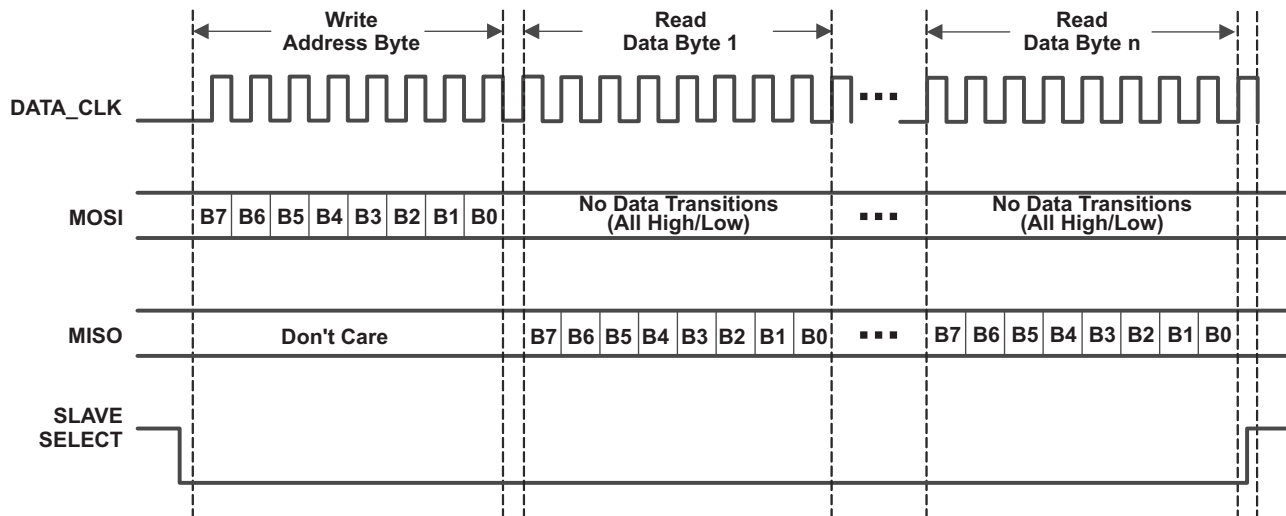 Write
Address Byte
Read
Data Byte 1
Read
Data Byte n
DATA_CLK
MOSI
B7 B6 B5 B4 B3 B2 B1 B0
No Data Transitions
(All High/Low)
No Data Transitions
(All High/Low)
MISO
Don't Care
B7 B6 B5 B4 B3 B2 B1 B0
B7 B6 B5 B4 B3 B2 B1 B0
SLAVE
SELECT